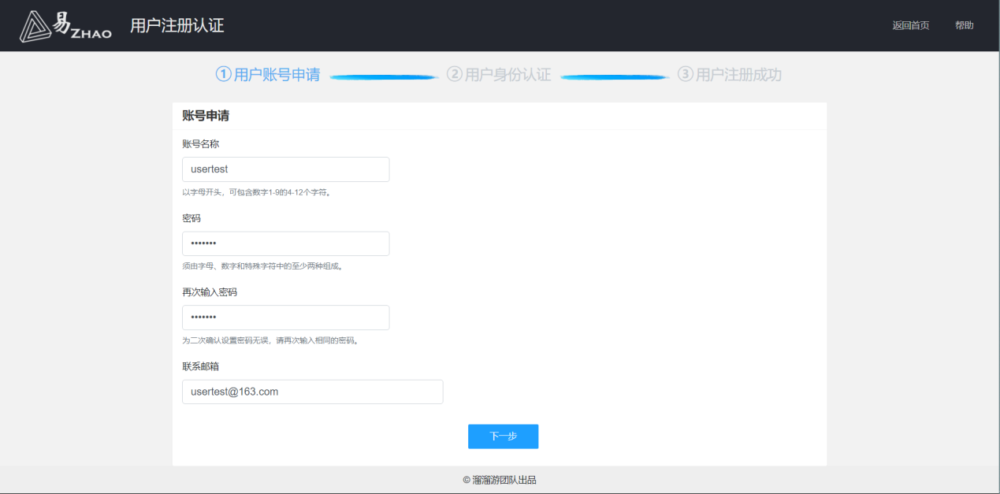 易ZHAO 用户注册认证 返回首页 帮助
①用户账号申请 ②用户身份认证 ③用户注册成功
账号申请
账号名称
usertest
以字母开头，可包含数字1-9的4-12个字符。
密码
•••••••
须由字母、数字和特殊字符中的至少两种组成。
再次输入密码
•••••••
为二次确认设置密码无误，请再次输入相同的密码。
联系邮箱
usertest@163.com
下一步
© 溜溜游团队出品